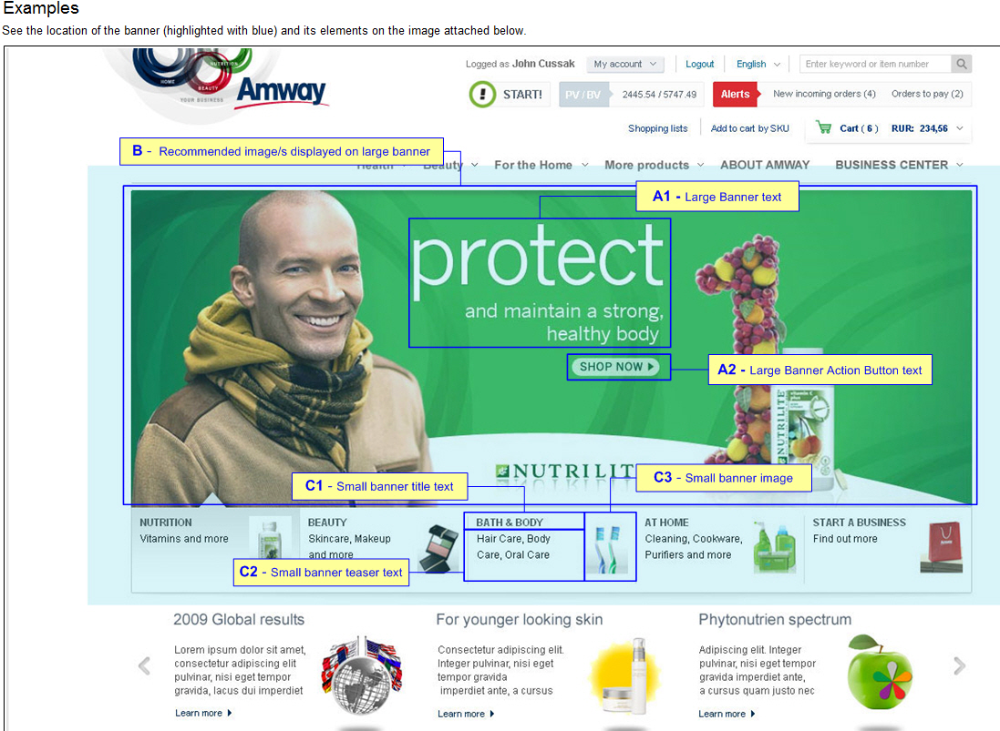 Examples
See the location of the banner (highlighted with blue) and its elements on the image attached below.
Logged as John Cussak My account Logout English Enter keyword or item number
NUTRITION
HOME
BEAUTY
YOUR BUSINESS
Amway
START! PV / BV 2445.54 / 5747.49 Alerts New incoming orders (4) Orders to pay (2)
Shopping lists Add to cart by SKU Cart ( 6 ) RUR: 234,56
B - Recommended image/s displayed on large banner
Health Beauty For the Home More products ABOUT AMWAY BUSINESS CENTER
A1 - Large Banner text
protect
and maintain a strong,
healthy body
SHOP NOW
A2 - Large Banner Action Button text
NUTRILITE
vitamin C
plus
NUTRILIT
C1 - Small banner title text
C3 - Small banner image
NUTRITION
Vitamins and more
BEAUTY
Skincare, Makeup
and more
BATH & BODY
Hair Care, Body
Care, Oral Care
AT HOME
Cleaning, Cookware,
Purifiers and more
START A BUSINESS
Find out more
C2 - Small banner teaser text
2009 Global results
Lorem ipsum dolor sit amet,
consectetur adipiscing elit
pulvinar, nisi eget tempor
gravida, lacus dui imperdiet
Learn more
For younger looking skin
Consectetur adipiscing elit.
Integer pulvinar, nisi eget
tempor gravida
imperdiet ante, a cursus
Learn more
Phytonutrien spectrum
Adipiscing elit. Integer
pulvinar, nisi eget tempor
gravida imperdiet ante,
a cursus quam justo nec
Learn more